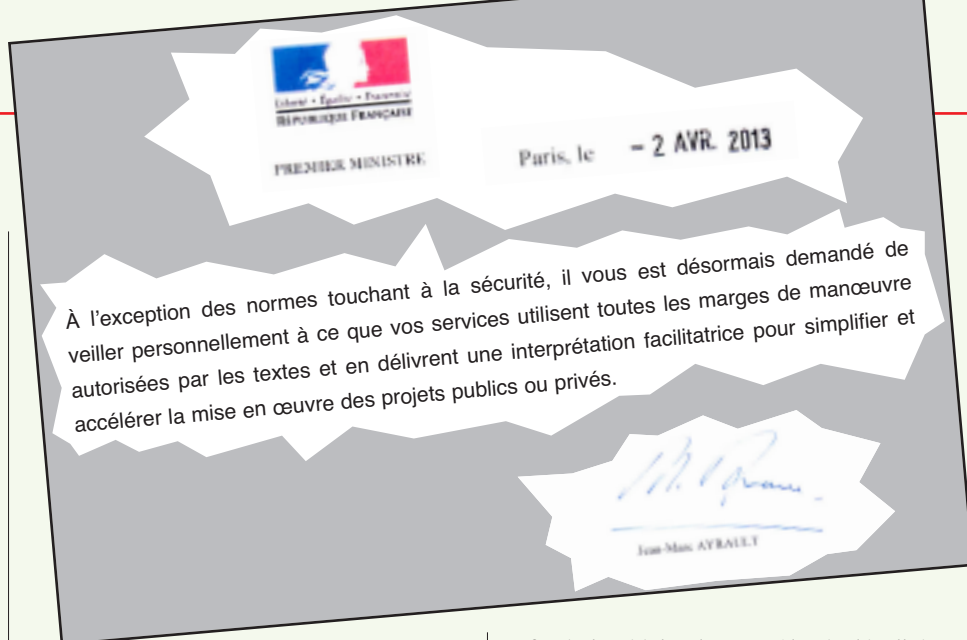 Liberté • Égalité • Fraternité
RÉPUBLIQUE FRANÇAISE
PREMIER MINISTRE
Paris, le - 2 AVR. 2013
À l'exception des normes touchant à la sécurité, il vous est désormais demandé de
veiller personnellement à ce que vos services utilisent toutes les marges de manœuvre
autorisées par les textes et en délivrent une interprétation facilitatrice pour simplifier et
accélérer la mise en œuvre des projets publics ou privés.
Jean-Marc AYRAULT